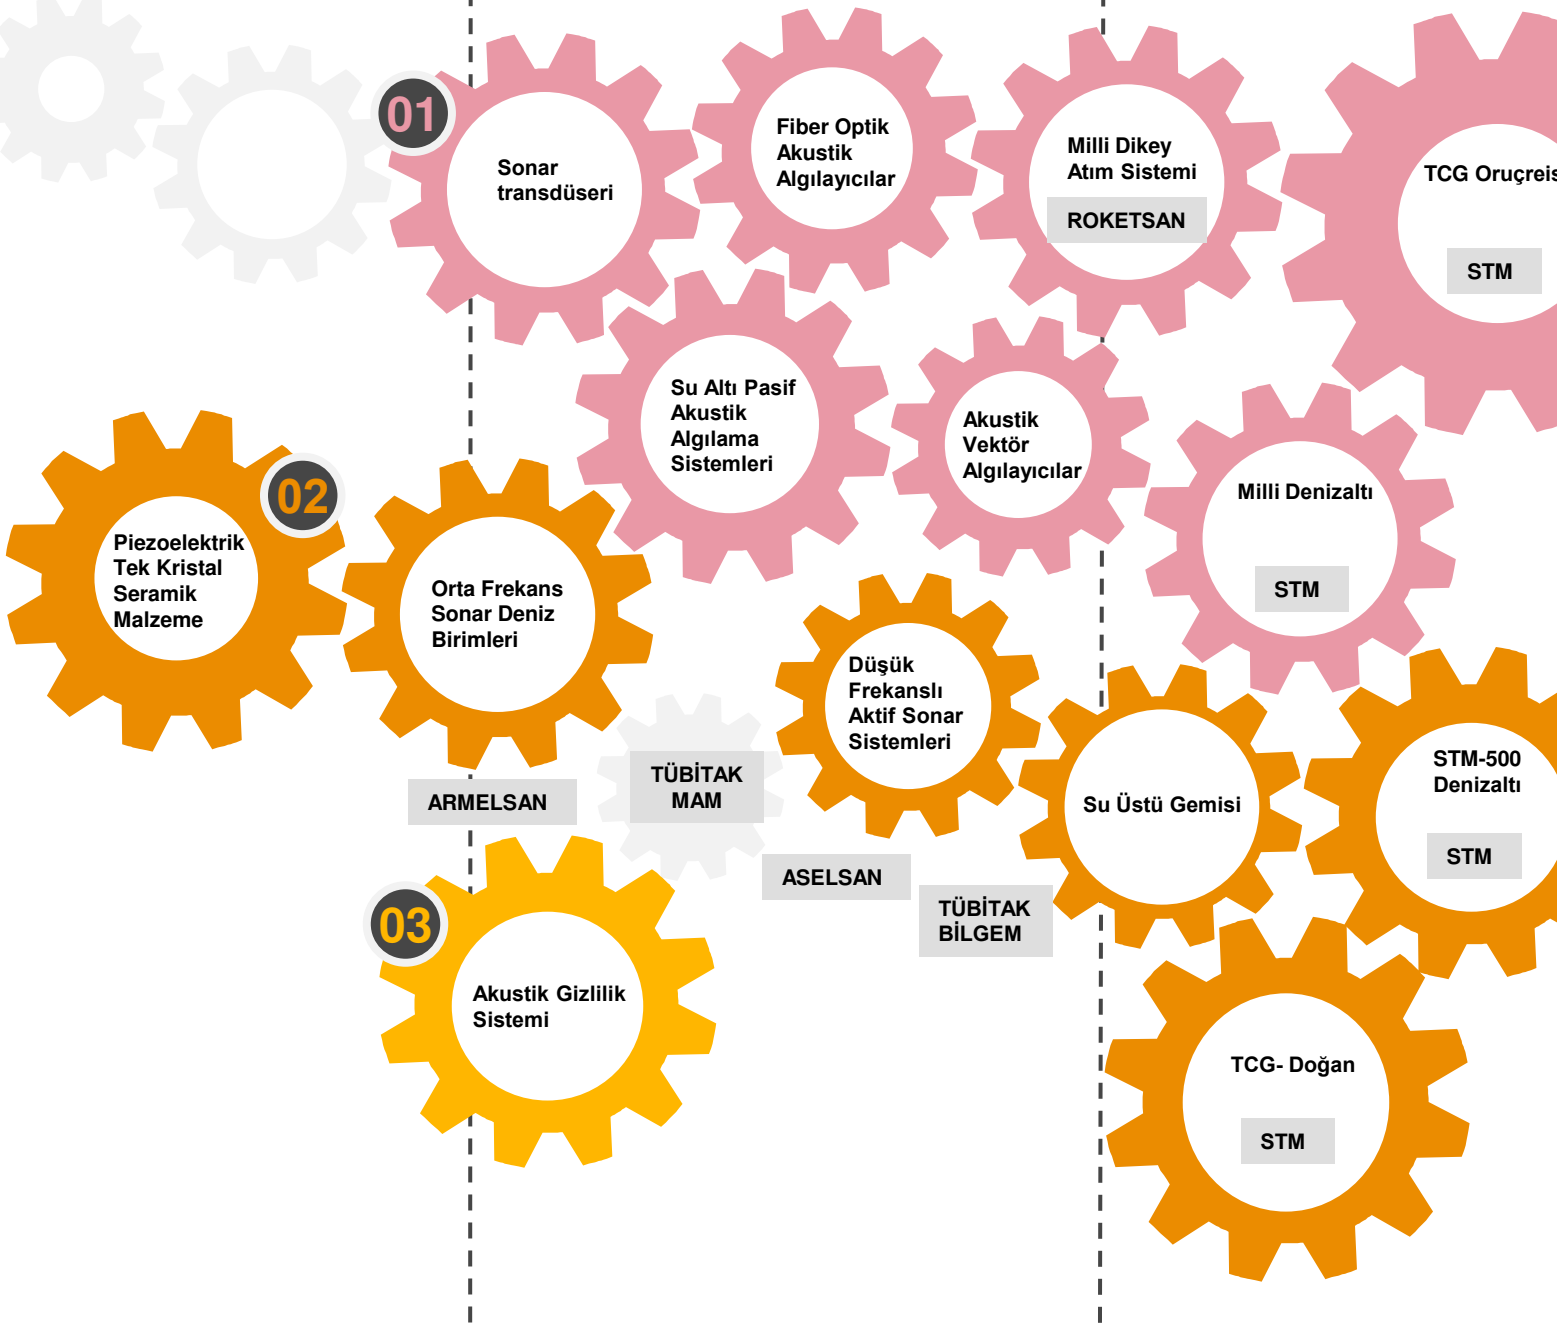 01
Sonar
transdüseri
Fiber Optik
Akustik
Algılayıcılar
Milli Dikey
Atım Sistemi
ROKETSAN
TCG Oruçreis
STM
Su Altı Pasif
Akustik
Algılama
Sistemleri
Akustik
Vektör
Algılayıcılar
Milli Denizaltı
STM
02
Piezoelektrik
Tek Kristal
Seramik
Malzeme
Orta Frekans
Sonar Deniz
Birimleri
ARMELSAN
TÜBİTAK
MAM
Düşük
Frekanslı
Aktif Sonar
Sistemleri
ASELSAN
TÜBİTAK
BİLGEM
Su Üstü Gemisi
STM-500
Denizaltı
STM
03
Akustik Gizlilik
Sistemi
TCG- Doğan
STM